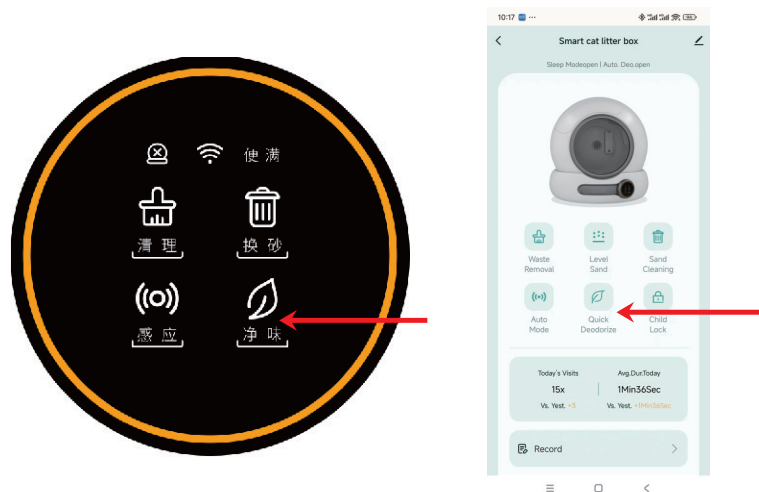 便满
清理
换砂
感应
净味
10:17
Smart cat litter box
Sleep Modeopen | Auto. Deo.open
Waste
Removal
Level
Sand
Sand
Cleaning
Auto
Mode
Quick
Deodorize
Child
Lock
Today's Visits
Avg.Dur.Today
15x
1Min36Sec
Vs. Yest. +3
Vs. Yest. +1Min36Sec
Record